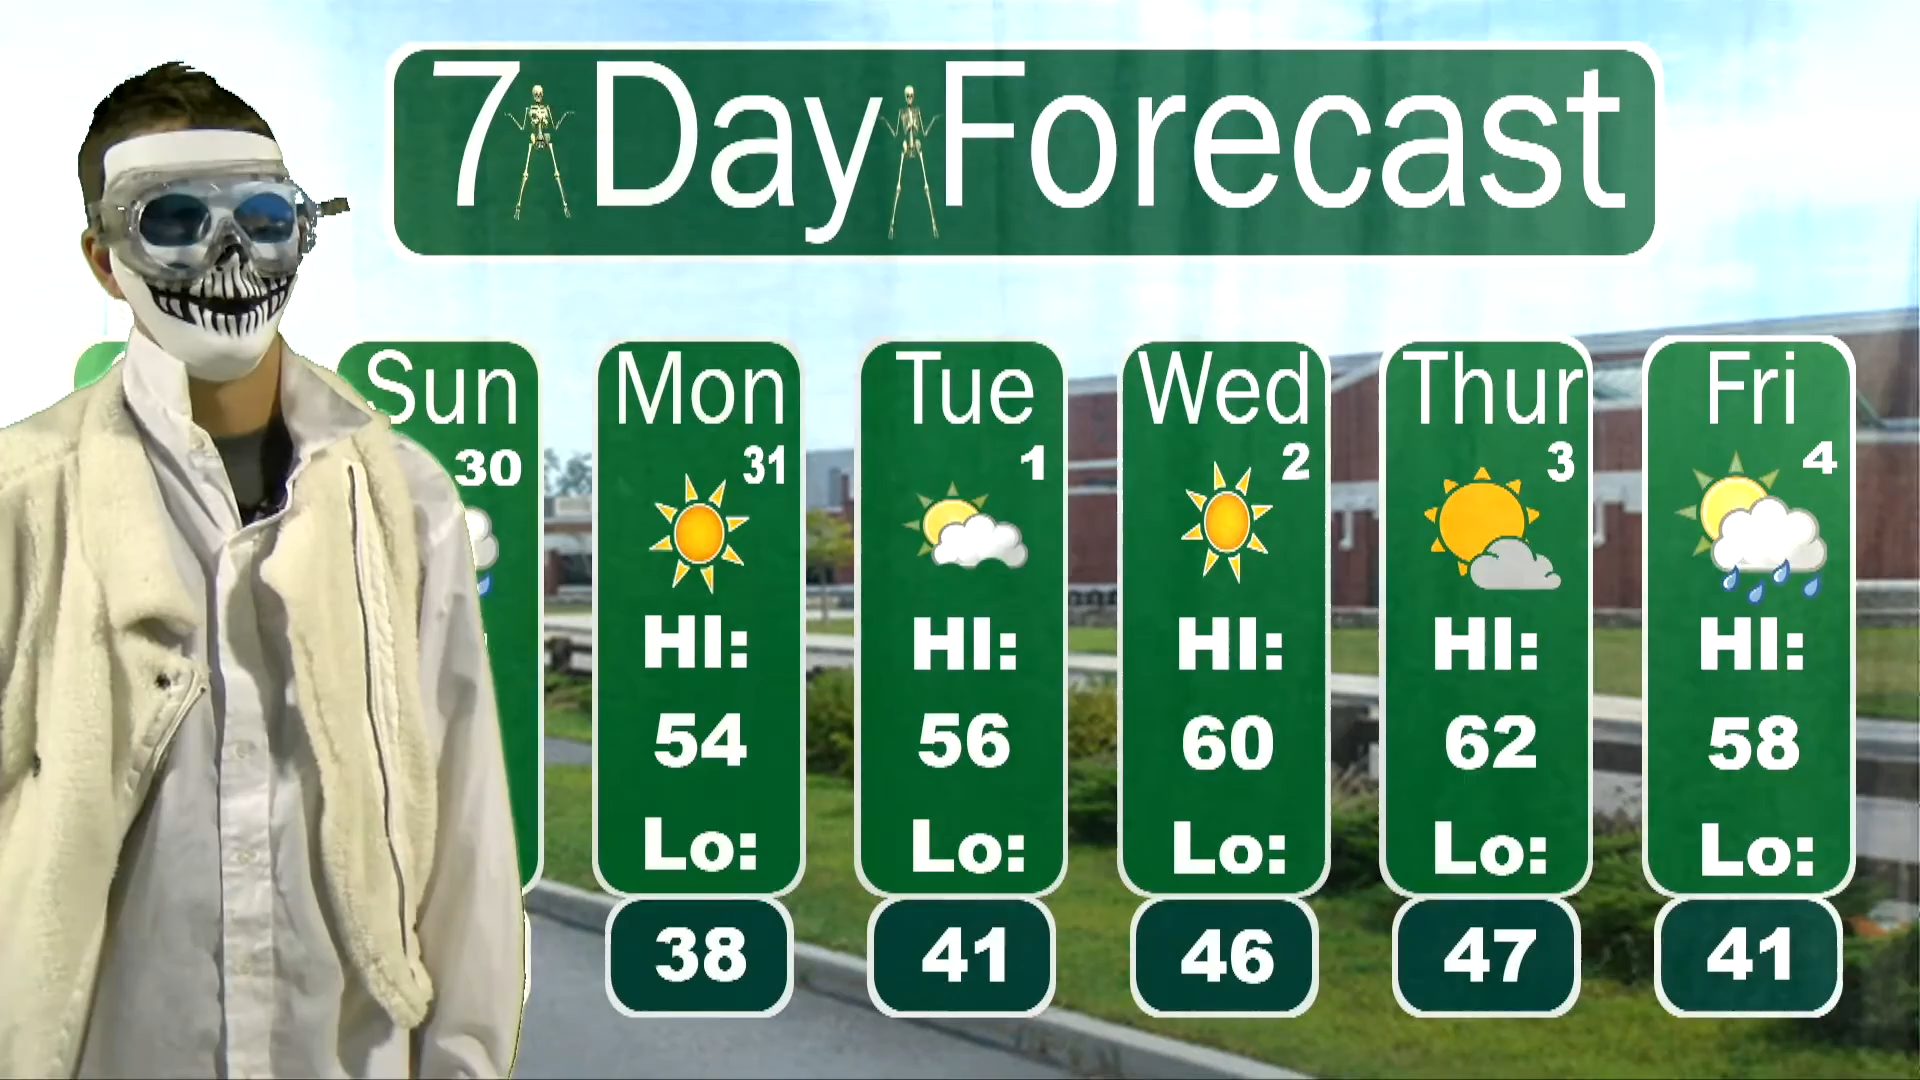 7 Day Forecast
Sun Mon Tue Wed Thur Fri
30 31 1 2 3 4
HI: HI: HI: HI: HI:
54 56 60 62 58
Lo: Lo: Lo: Lo: Lo:
38 41 46 47 41